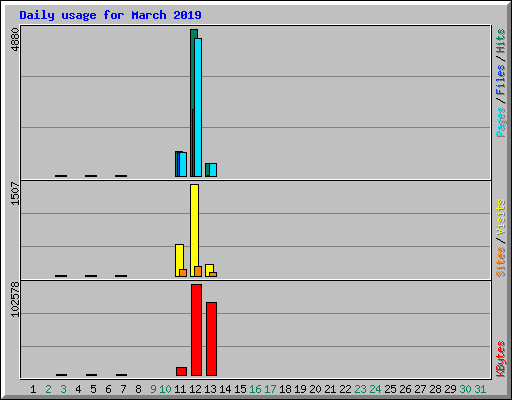 Daily usage for March 2019
4880
Pages / Files / Hits
1507
Sites / Visits
102578
KBytes
1 2 3 4 5 6 7 8 9 10 11 12 13 14 15 16 17 18 19 20 21 22 23 24 25 26 27 28 29 30 31